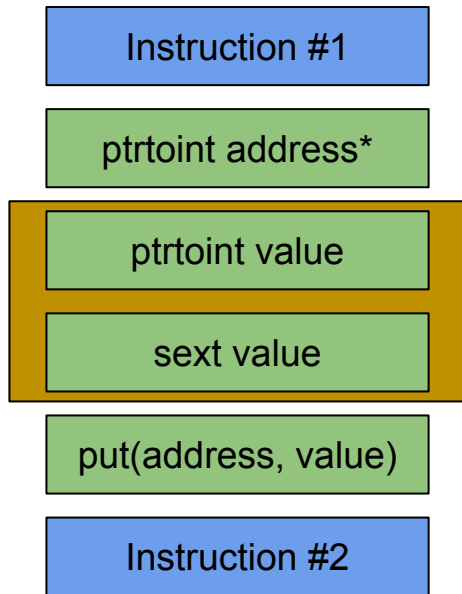 Instruction #1
ptrtoint address*
ptrtoint value
sext value
put(address, value)
Instruction #2